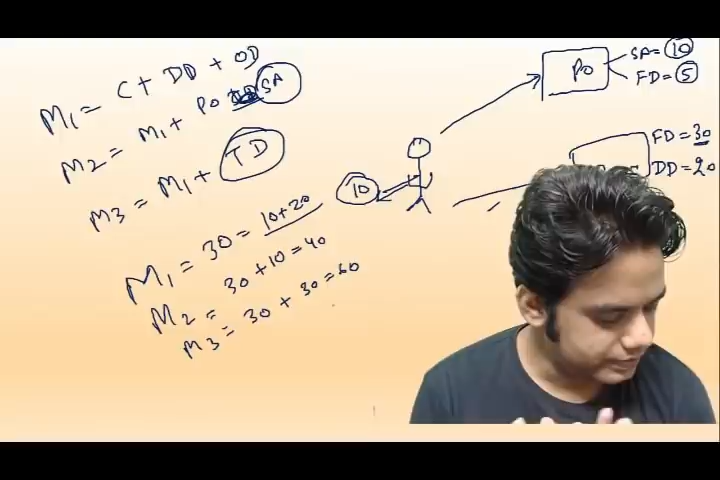 M1 = C + DD + OD
M2 = M1 + PO SA
M3 = M1 + TD
M1 = 30 = 10+20
M2 = 30 + 10 = 40
M3 = 30 + 30 = 60
PO
SA = 10
FD = 5
10
FD = 30
DD = 20